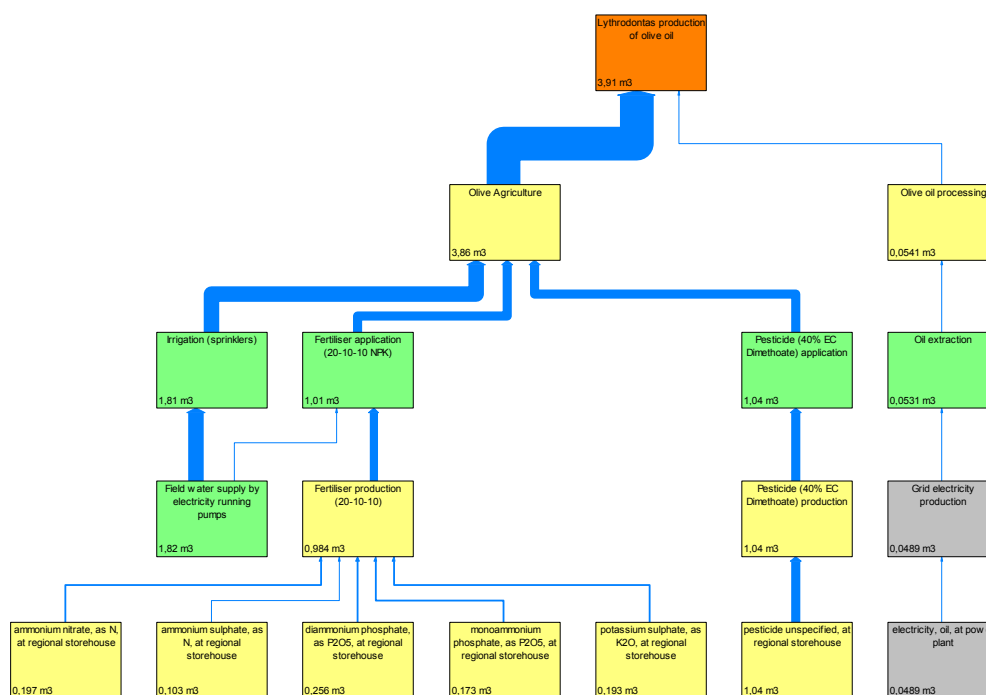 Lythrodontas production
of olive oil
3,91 m3
Olive Agriculture
3,86 m3
Olive oil processing
0,0541 m3
Irrigation (sprinklers)
1,81 m3
Fertiliser application
(20-10-10 NPK)
1,01 m3
Pesticide (40% EC
Dimethoate) application
1,04 m3
Oil extraction
0,0531 m3
Field water supply by
electricity running
pumps
1,82 m3
Fertiliser production
(20-10-10)
0,984 m3
Pesticide (40% EC
Dimethoate) production
1,04 m3
Grid electricity
production
0,0489 m3
ammonium nitrate, as N,
at regional storehouse
0,197 m3
ammonium sulphate, as
N, at regional
storehouse
0,103 m3
diammonium phosphate,
as P2O5, at regional
storehouse
0,256 m3
monoammonium
phosphate, as P2O5, at
regional storehouse
0,173 m3
potassium sulphate, as
K2O, at regional
storehouse
0,193 m3
pesticide unspecified, at
regional storehouse
1,04 m3
electricity, oil, at pow
plant
0,0489 m3